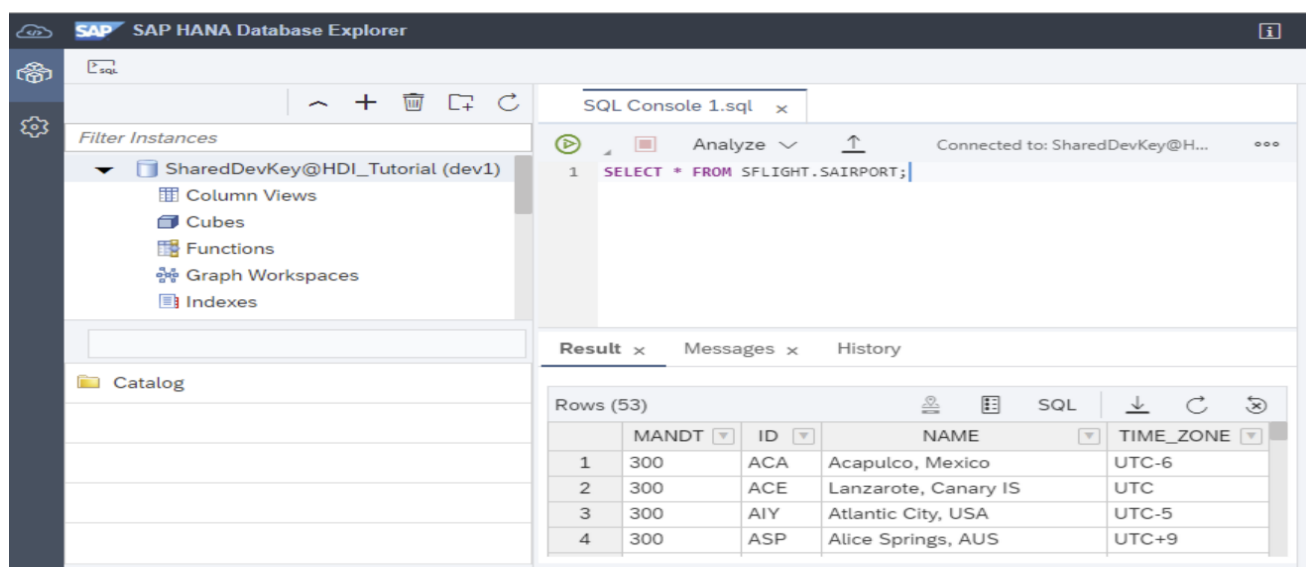 SAP SAP HANA Database Explorer
sql
SQL Console 1.sql
Filter Instances
Analyze Connected to: SharedDevKey@H...
SharedDevKey@HDI_Tutorial (dev1)
Column Views
Cubes
Functions
Graph Workspaces
Indexes
1 SELECT * FROM SFLIGHT.SAIRPORT;
Result Messages History
Catalog
Rows (53) SQL
MANDT ID NAME TIME_ZONE
1 300 ACA Acapulco, Mexico UTC-6
2 300 ACE Lanzarote, Canary IS UTC
3 300 AIY Atlantic City, USA UTC-5
4 300 ASP Alice Springs, AUS UTC+9